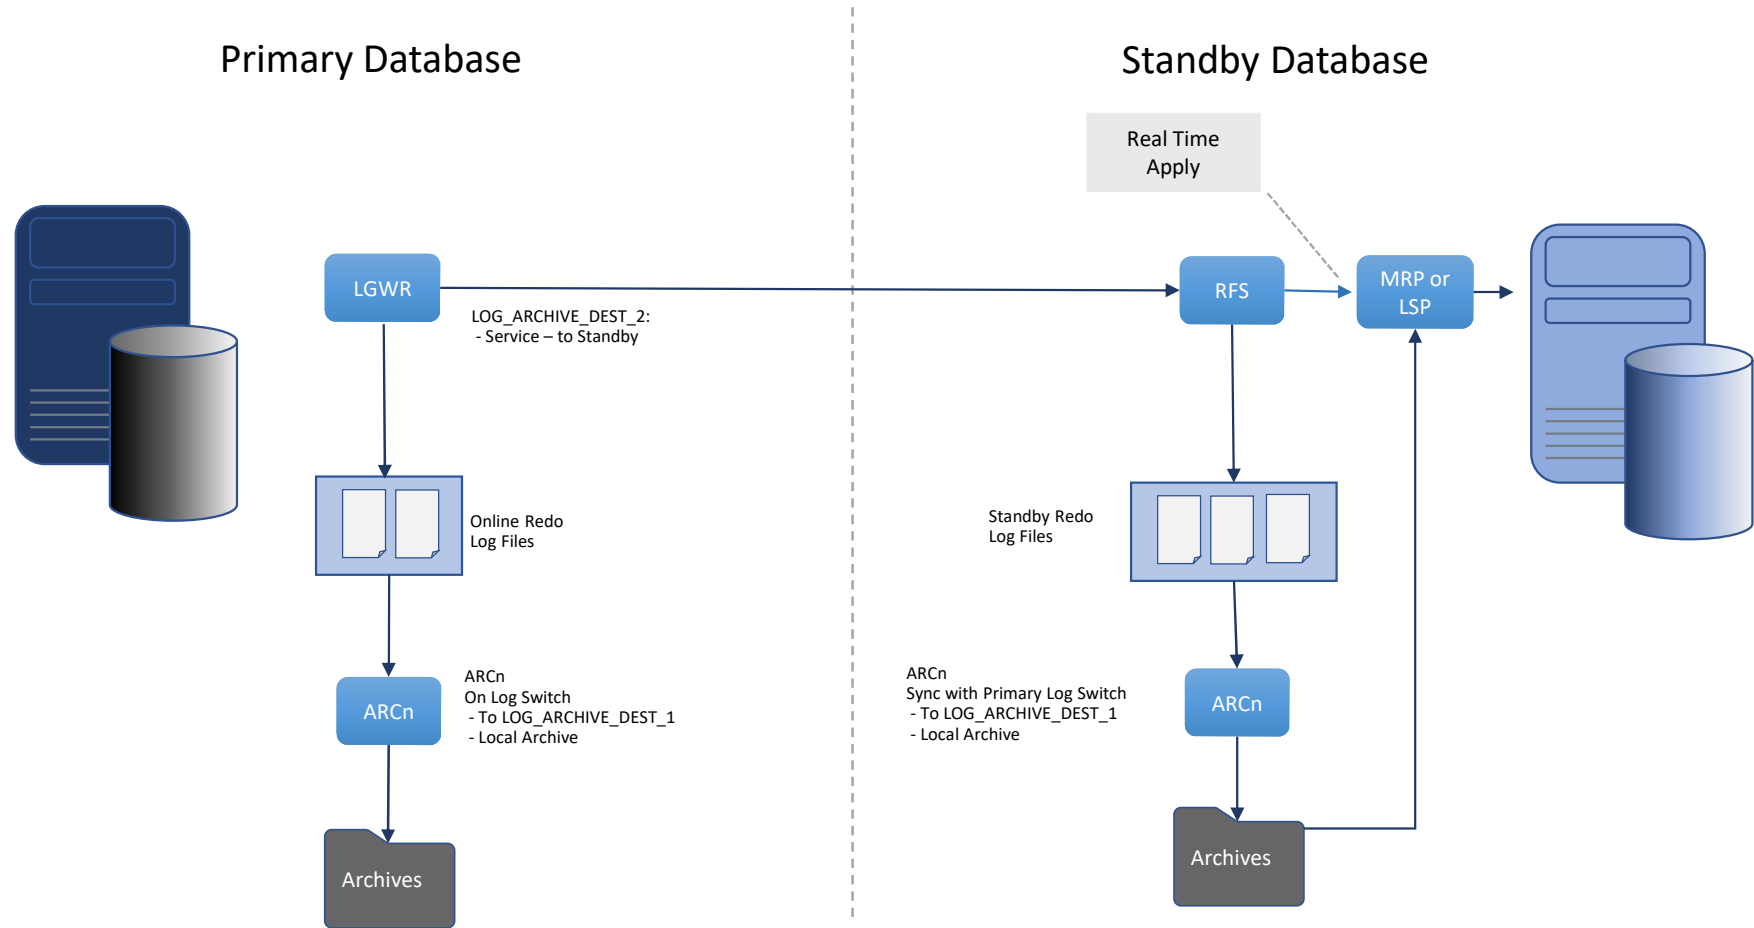 Primary Database
Standby Database
Real Time
Apply
LGWR
RFS
MRP or
LSP
LOG_ARCHIVE_DEST_2:
- Service – to Standby
Online Redo
Log Files
Standby Redo
Log Files
ARCn
ARCn
On Log Switch
- To LOG_ARCHIVE_DEST_1
- Local Archive
ARCn
Sync with Primary Log Switch
- To LOG_ARCHIVE_DEST_1
- Local Archive
ARCn
Archives
Archives